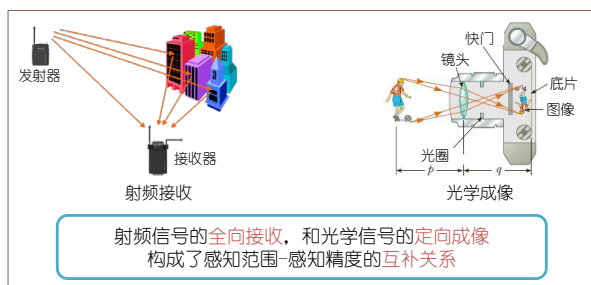 发射器
接收器
射频接收
快门
镜头
底片
图像
光圈
p
q
光学成像
射频信号的全向接收，和光学信号的定向成像
构成了感知范围-感知精度的互补关系